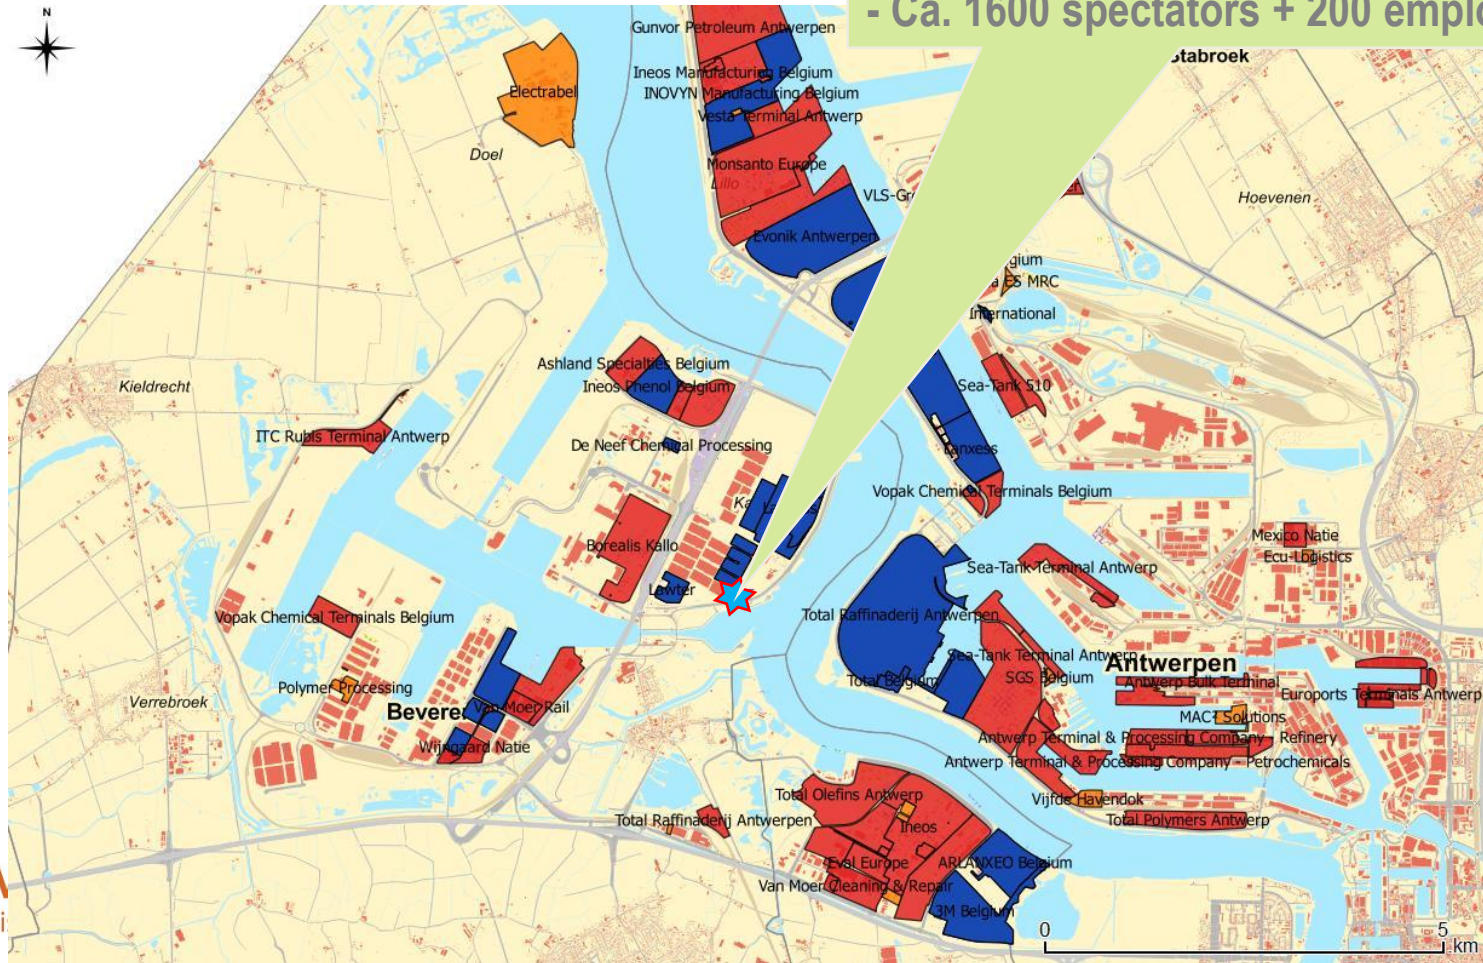 - Ca. 1600 spectators + 200
N
Gunvor Petroleum Antwerpen
Stabroek
Ineos Manufacturing Belgium
Electrabel
INOVYN Manufacturing Belgium
Vesta Terminal Antwerp
Doel
Monsanto Europe
Lillo
VLS-
Hoevenen
Evonik Antwerpen
ES MRC
International
Ashland Specialties Belgium
Kieldrecht
Ineos Phenol Belgium
Sea-Tank 510
ITC Rubis Terminal Antwerp
De Neef Chemical Processing
Lanxess
Vopak Chemical Terminals Belgium
Mexico Natie
Borealis Kallo
Ecu-Logistics
Sea-Tank Terminal Antwerp
Lawter
Vopak Chemical Terminals Belgium
Total Raffinaderij Antwerpen
Sea-Tank Terminal Antwerp
Antwerpen
SGS Belgium
Total Belgium
Antwerp Bulk Terminal
Polymer Processing
Euroports Terminals Antwerp
Verrebroek
Van Moer Rail
MAC² Solutions
Antwerp Terminal & Processing Company - Refinery
Wijngaard Natie
Antwerp Terminal & Processing Company - Petrochemicals
Total Olefins Antwerp
Vijfde Havendok
Total Raffinaderij Antwerpen
Total Polymers Antwerp
Ineos
Eval Europe
ARLANXEO Belgium
Van Moer Cleaning & Repair
3M Belgium
0 5
km